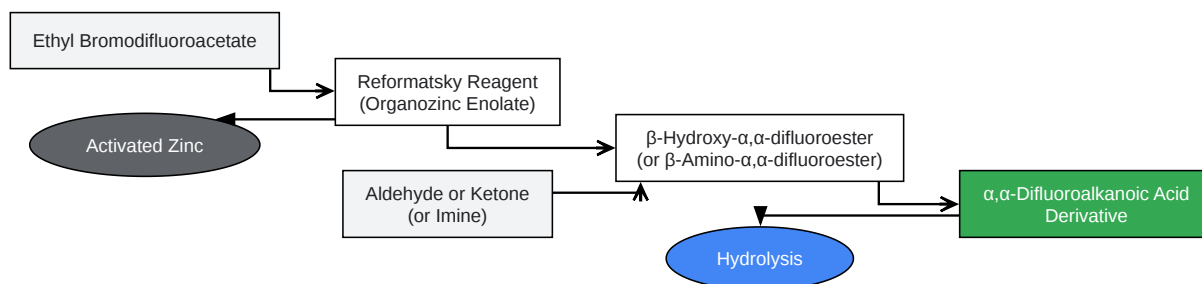 Ethyl Bromodifluoroacetate
Reformatsky Reagent
(Organozinc Enolate)
Activated Zinc
β-Hydroxy-α,α-difluoroester
(or β-Amino-α,α-difluoroester)
Aldehyde or Ketone
(or Imine)
α,α-Difluoroalkanoic Acid
Derivative
Hydrolysis